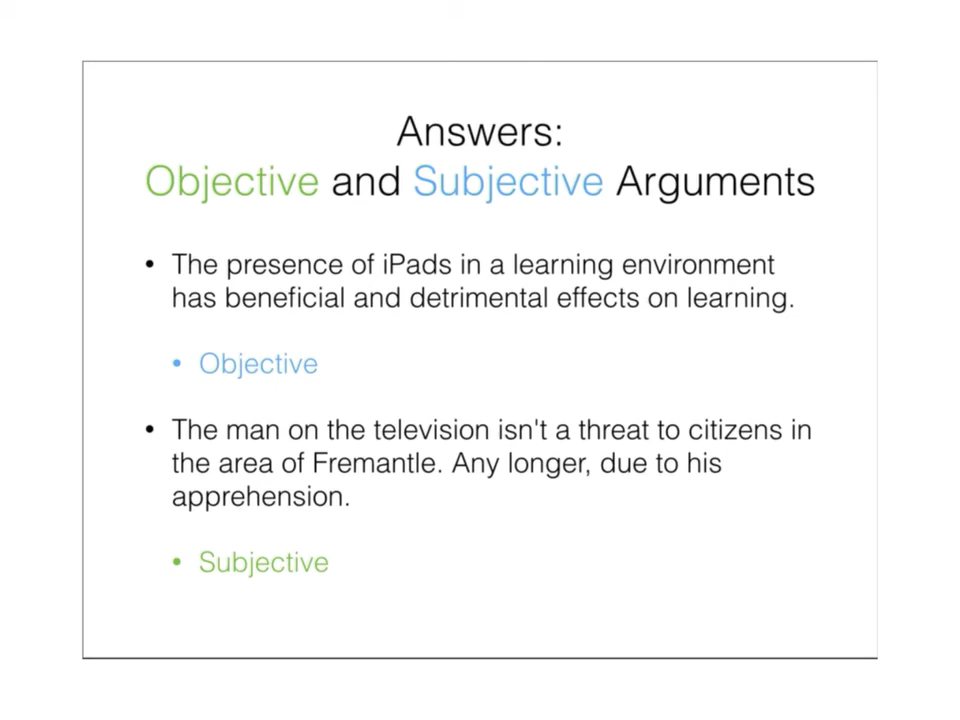 Answers:
Objective and Subjective Arguments
• The presence of iPads in a learning environment
has beneficial and detrimental effects on learning.
• Objective
• The man on the television isn't a threat to citizens in
the area of Fremantle. Any longer, due to his
apprehension.
• Subjective